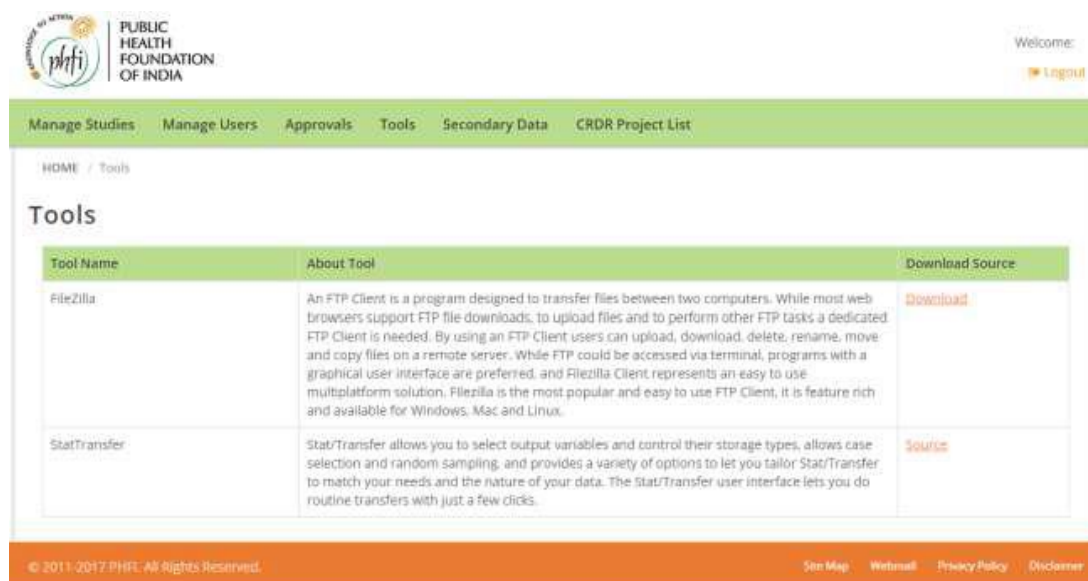 KNOWLEDGE TO ACTION
phfi
PUBLIC
HEALTH
FOUNDATION
OF INDIA
Welcome:
Logout
Manage Studies Manage Users Approvals Tools Secondary Data CRDR Project List
HOME / Tools
Tools
Tool Name About Tool Download Source
FileZilla An FTP Client is a program designed to transfer files between two computers. While most web Download
browsers support FTP file downloads, to upload files and to perform other FTP tasks a dedicated
FTP Client is needed. By using an FTP Client users can upload, download, delete, rename, move
and copy files on a remote server. While FTP could be accessed via terminal, programs with a
graphical user interface are preferred, and Filezilla Client represents an easy to use
multiplatform solution. Filezilla is the most popular and easy to use FTP Client, it is feature rich
and available for Windows, Mac and Linux.
StatTransfer Stat/Transfer allows you to select output variables and control their storage types, allows case Source
selection and random sampling, and provides a variety of options to let you tailor Stat/Transfer
to match your needs and the nature of your data. The Stat/Transfer user interface lets you do
routine transfers with just a few clicks.
© 2011-2017 PHFI. All Rights Reserved. Site Map Webmail Privacy Policy Disclaimer